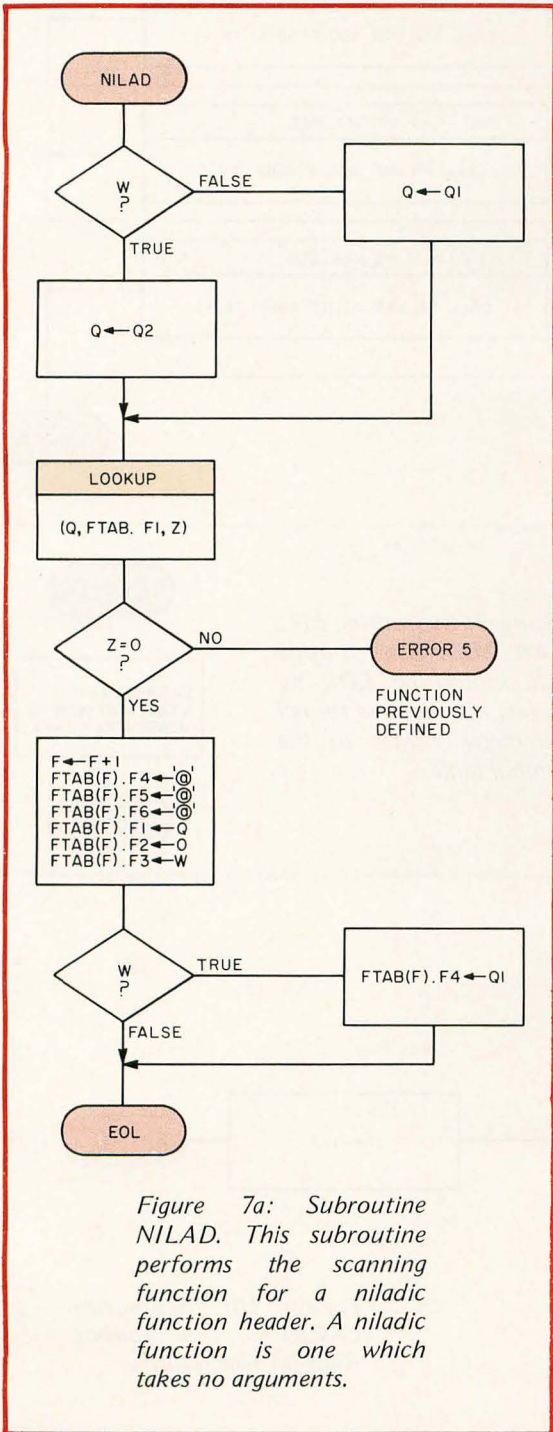 NILAD
W
?
FALSE
Q ← Q1
TRUE
Q ← Q2
LOOKUP
(Q, FTAB. F1, Z)
Z=0
?
NO
ERROR 5
FUNCTION
PREVIOUSLY
DEFINED
YES
F ← F+1
FTAB(F).F4 ← '@'
FTAB(F).F5 ← '@'
FTAB(F).F6 ← '@'
FTAB(F).F1 ← Q
FTAB(F).F2 ← 0
FTAB(F).F3 ← W
W
?
TRUE
FTAB(F).F4 ← Q1
FALSE
EOL
Figure 7a: Subroutine
NILAD. This subroutine
performs the scanning
function for a niladic
function header. A niladic
function is one which
takes no arguments.